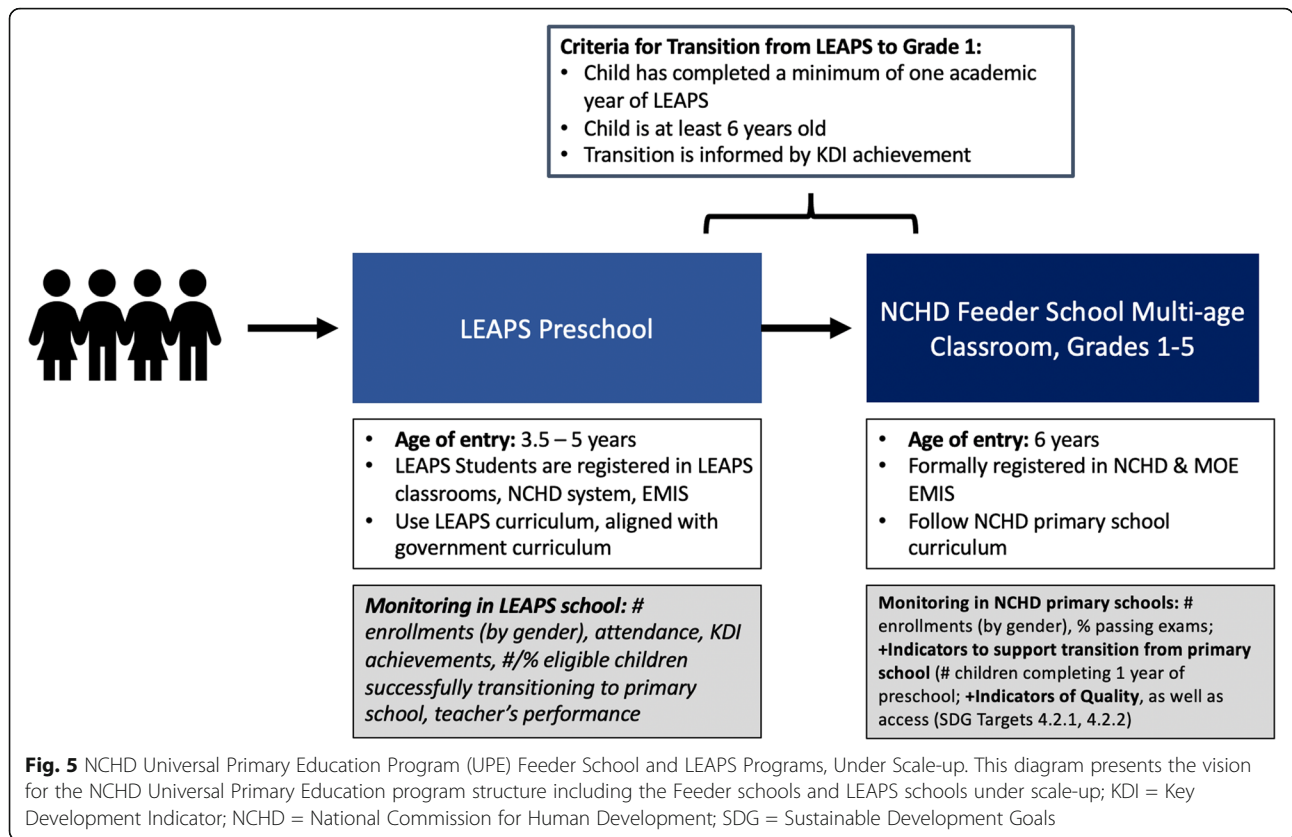 Criteria for Transition from LEAPS to Grade 1:
• Child has completed a minimum of one academic
year of LEAPS
• Child is at least 6 years old
• Transition is informed by KDI achievement
LEAPS Preschool
NCHD Feeder School Multi-age
Classroom, Grades 1-5
• Age of entry: 3.5 – 5 years
• LEAPS Students are registered in LEAPS
classrooms, NCHD system, EMIS
• Use LEAPS curriculum, aligned with
government curriculum
• Age of entry: 6 years
• Formally registered in NCHD & MOE
EMIS
• Follow NCHD primary school
curriculum
Monitoring in LEAPS school: #
enrollments (by gender), attendance, KDI
achievements, #/% eligible children
successfully transitioning to primary
school, teacher's performance
Monitoring in NCHD primary schools: #
enrollments (by gender), % passing exams;
+Indicators to support transition from primary
school (# children completing 1 year of
preschool; +Indicators of Quality, as well as
access (SDG Targets 4.2.1, 4.2.2)
Fig. 5 NCHD Universal Primary Education Program (UPE) Feeder School and LEAPS Programs, Under Scale-up. This diagram presents the vision
for the NCHD Universal Primary Education program structure including the Feeder schools and LEAPS schools under scale-up; KDI = Key
Development Indicator; NCHD = National Commission for Human Development; SDG = Sustainable Development Goals